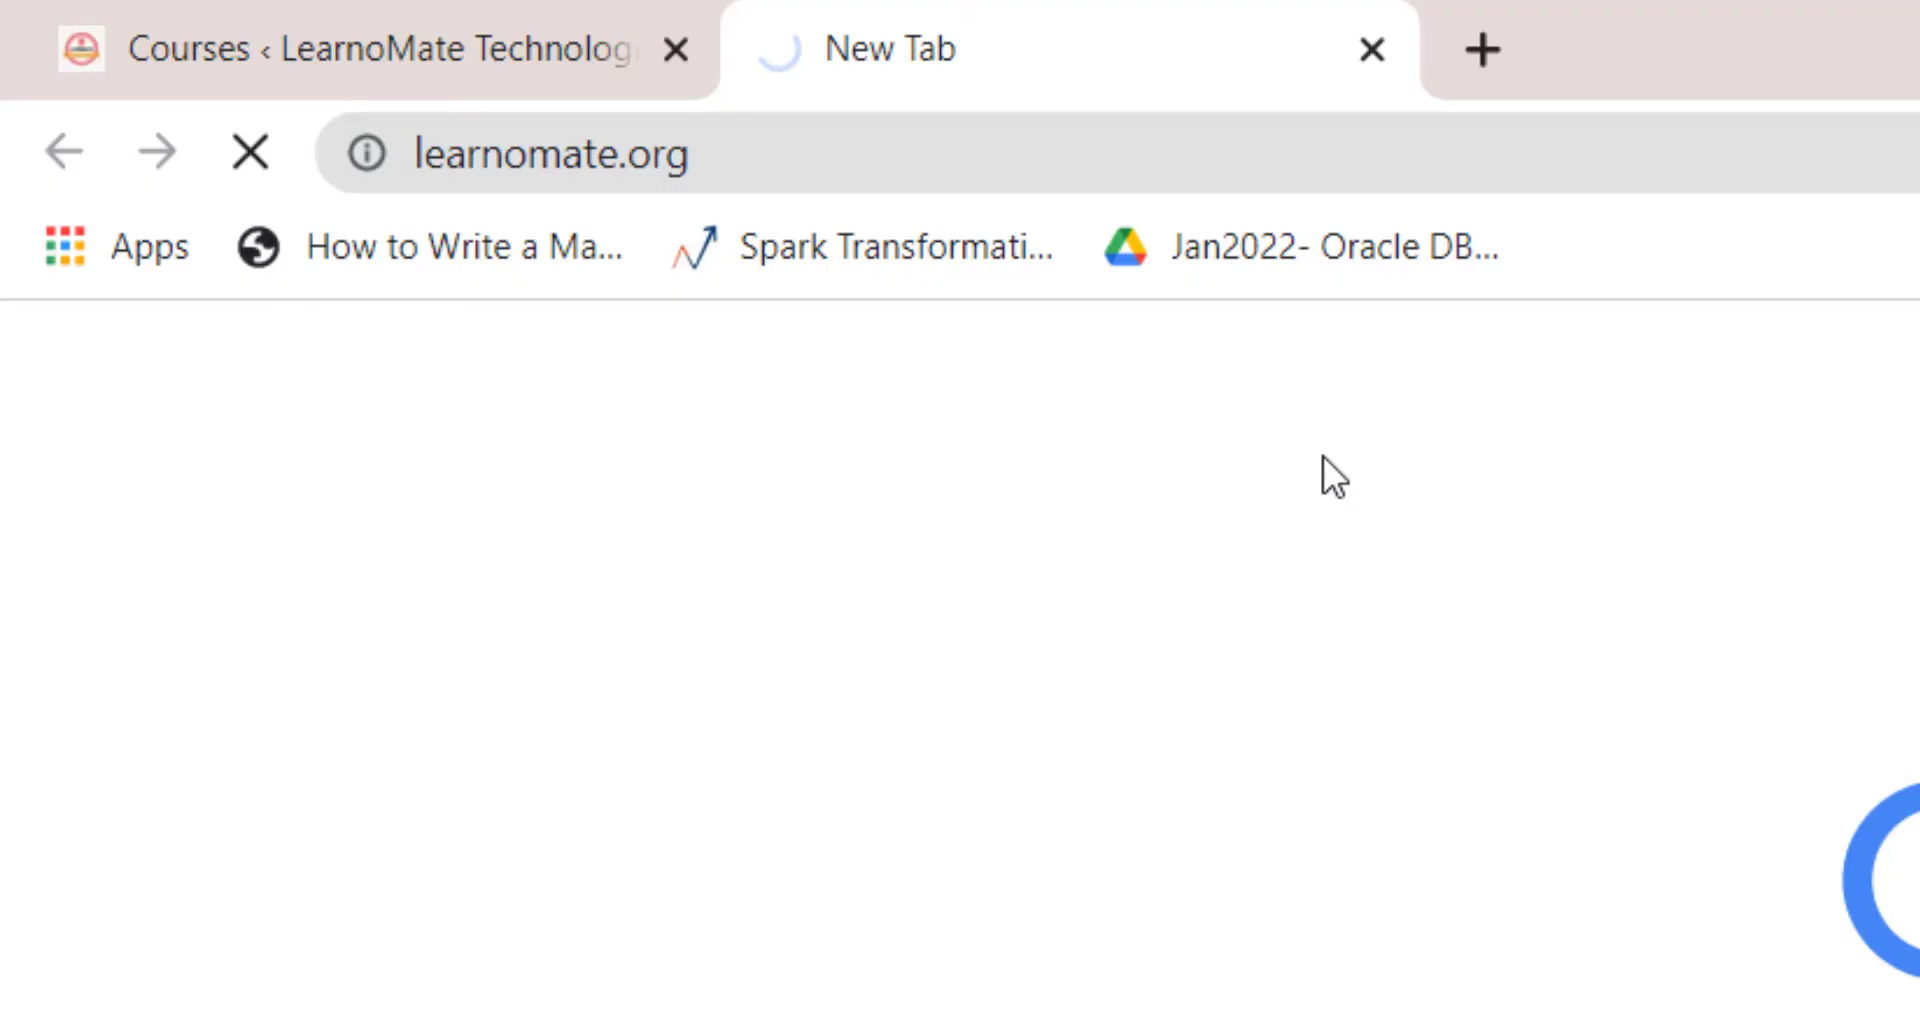 Courses ‹ LearnoMate Technolog
New Tab
learnomate.org
Apps
How to Write a Ma...
Spark Transformati...
Jan2022- Oracle DB...